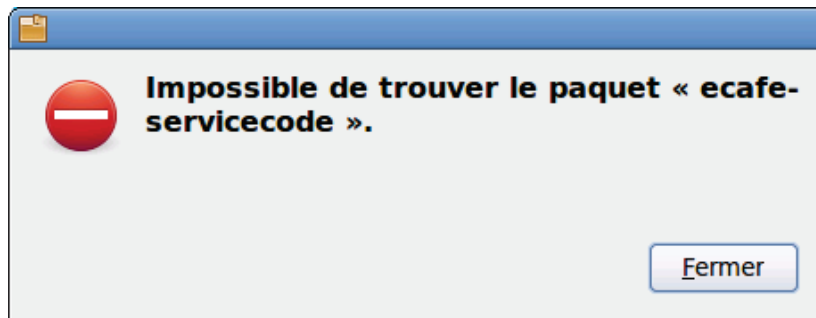 Impossible de trouver le paquet « ecafe-
servicecode ».
Fermer